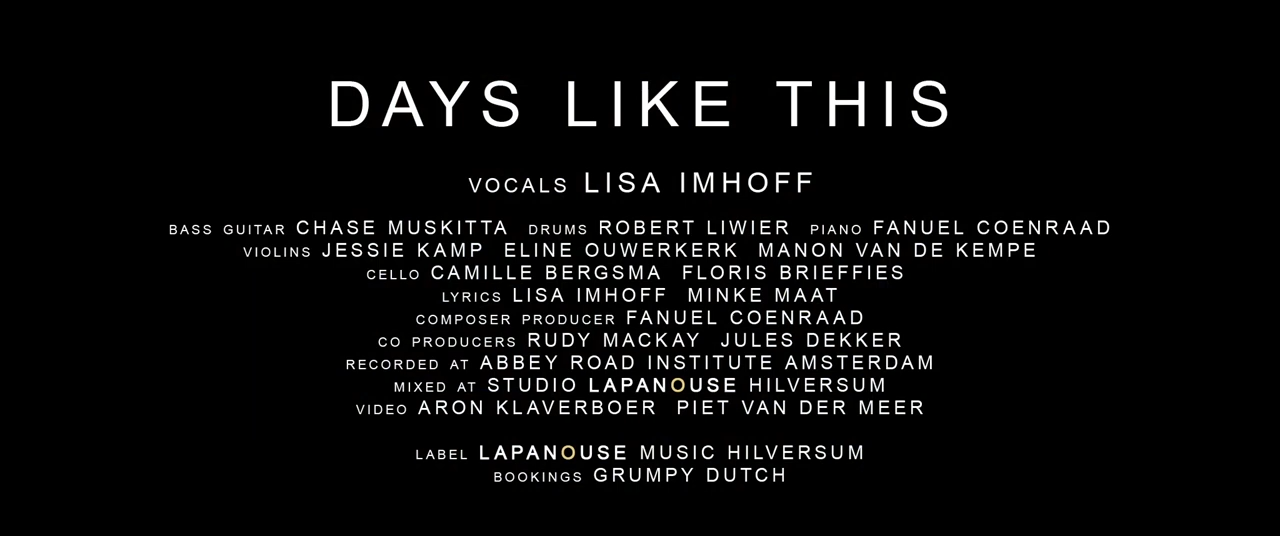 DAYS LIKE THIS
VOCALS LISA IMHOFF
BASS GUITAR CHASE MUSKITTA DRUMS ROBERT LIWIER PIANO FANUEL COENRAAD
VIOLINS JESSIE KAMP ELINE OUWERKERK MANON VAN DE KEMPE
CELLO CAMILLE BERGSMA FLORIS BRIEFFIES
LYRICS LISA IMHOFF MINKE MAAT
COMPOSER PRODUCER FANUEL COENRAAD
CO PRODUCERS RUDY MACKAY JULES DEKKER
RECORDED AT ABBEY ROAD INSTITUTE AMSTERDAM
MIXED AT STUDIO LAPANOUSE HILVERSUM
VIDEO ARON KLAVERBOER PIET VAN DER MEER
LABEL LAPANOUSE MUSIC HILVERSUM
BOOKINGS GRUMPY DUTCH